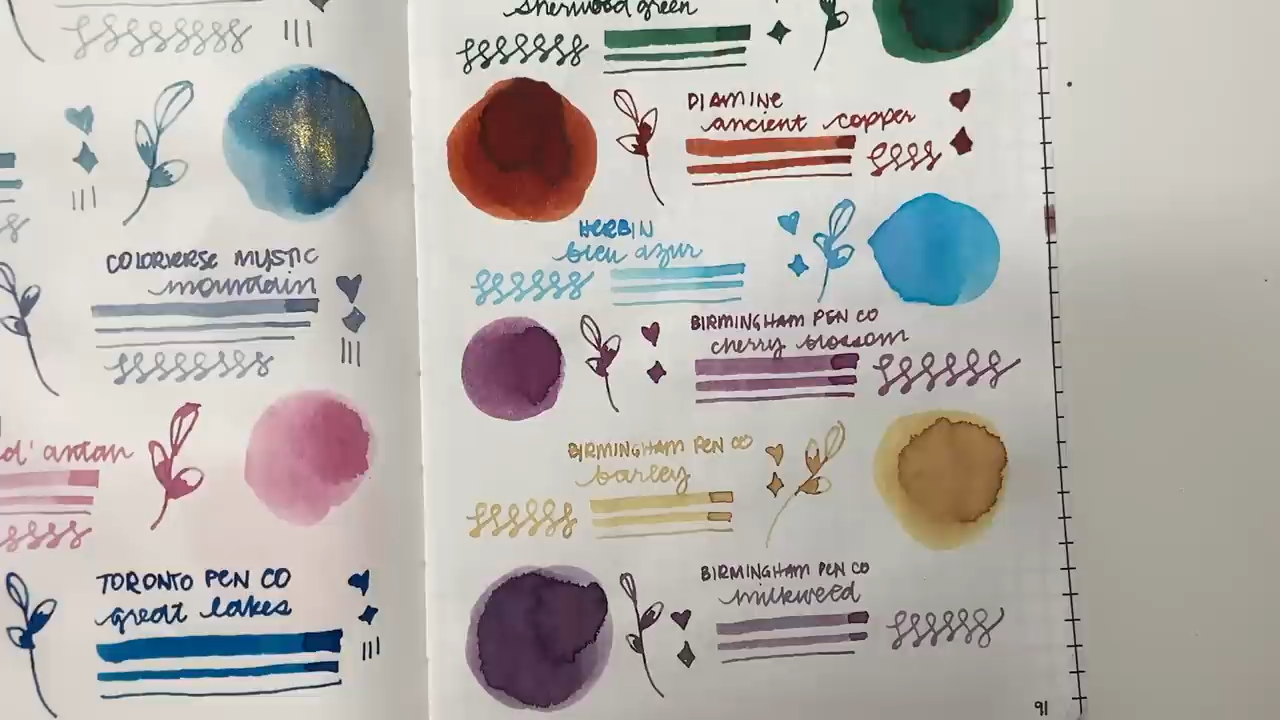 COLORVERSE MYSTIC
mountain
d'antan
TORONTO PEN CO
great lakes
sherwood green
DIAMINE
ancient copper
HERBIN
bleu azur
BIRMINGHAM PEN CO
cherry blossom
BIRMINGHAM PEN CO
barley
BIRMINGHAM PEN CO
milkweed
91